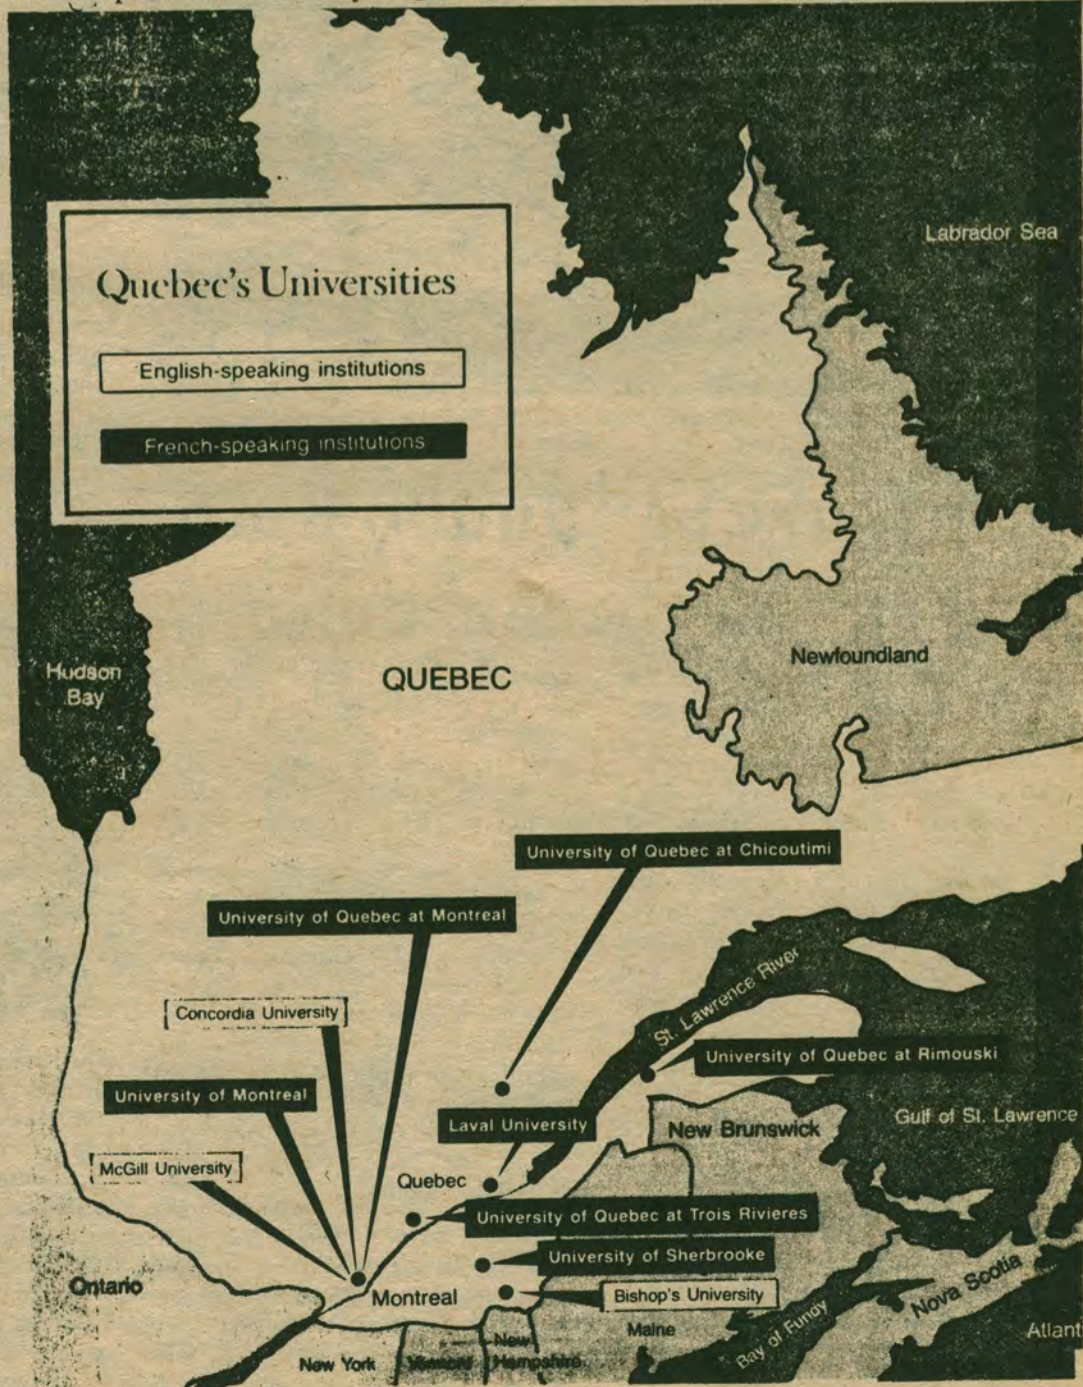 Labrador Sea
Quebec's Universities
English-speaking institutions
French-speaking institutions
Hudson
Bay
QUEBEC
Newfoundland
University of Quebec at Chicoutimi
University of Quebec at Montreal
St. Lawrence River
Concordia University
University of Quebec at Rimouski
University of Montreal
Laval University
New Brunswick
Gulf of St. Lawrence
McGill University
Quebec
University of Quebec at Trois Rivieres
University of Sherbrooke
Ontario
Montreal
Bishop's University
Nova Scotia
Maine
Bay of Fundy
Atlant
New York
Vermont
New
Hampshire